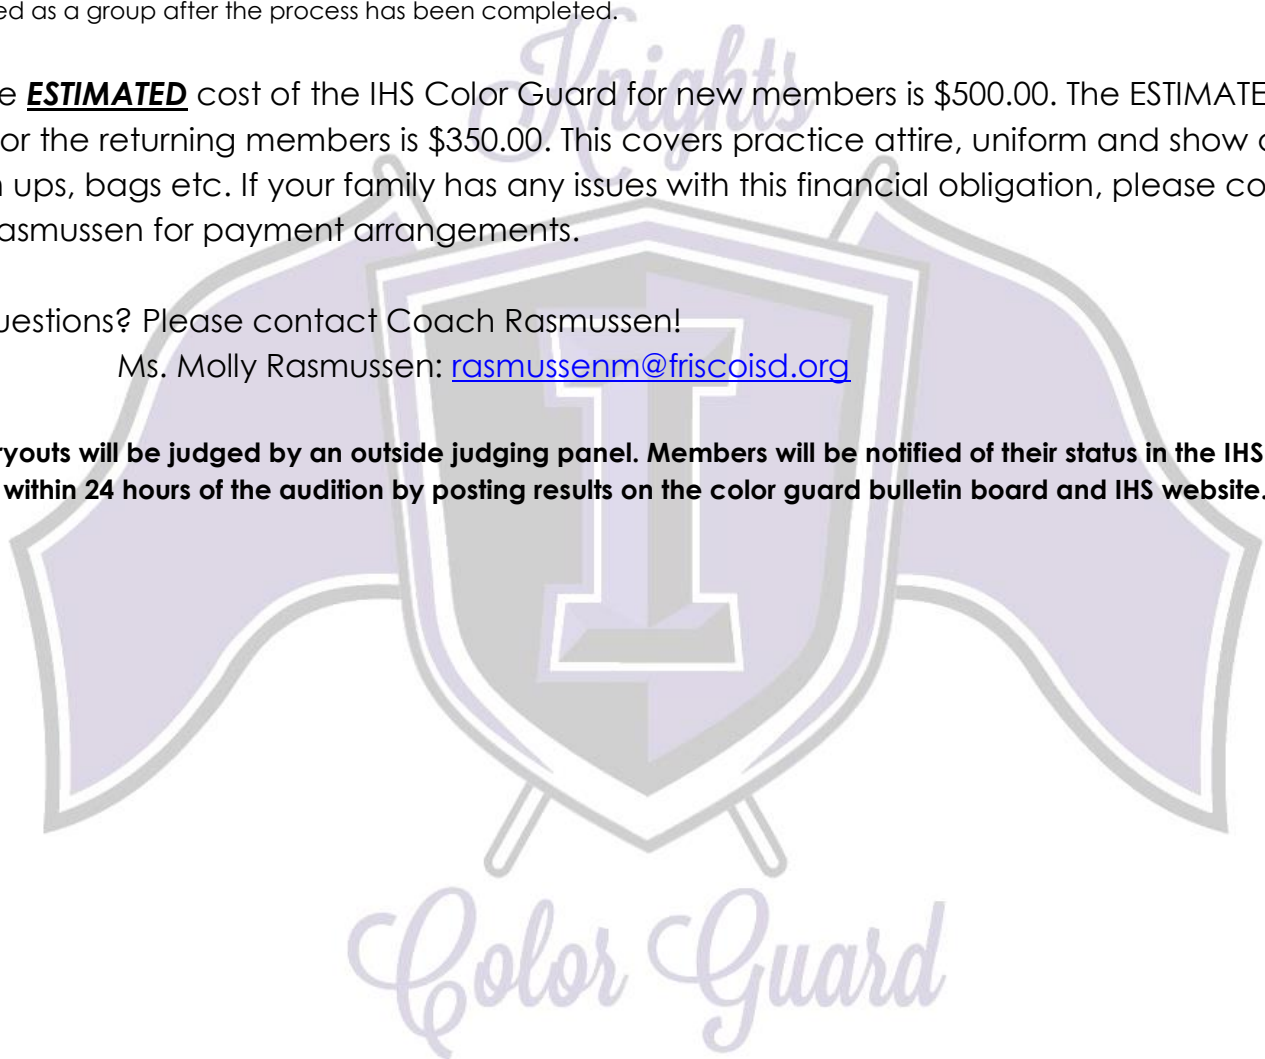 ed as a group after the process has been completed.
Knights
e ESTIMATED cost of the IHS Color Guard for new members is $500.00. The ESTIMATE
or the returning members is $350.00. This covers practice attire, uniform and show
ups, bags etc. If your family has any issues with this financial obligation, please co
asmussen for payment arrangements.
uestions? Please contact Coach Rasmussen!
Ms. Molly Rasmussen: rasmussenm@friscoisd.org
ryouts will be judged by an outside judging panel. Members will be notified of their status in the IHS
within 24 hours of the audition by posting results on the color guard bulletin board and IHS website.
I
Color Guard